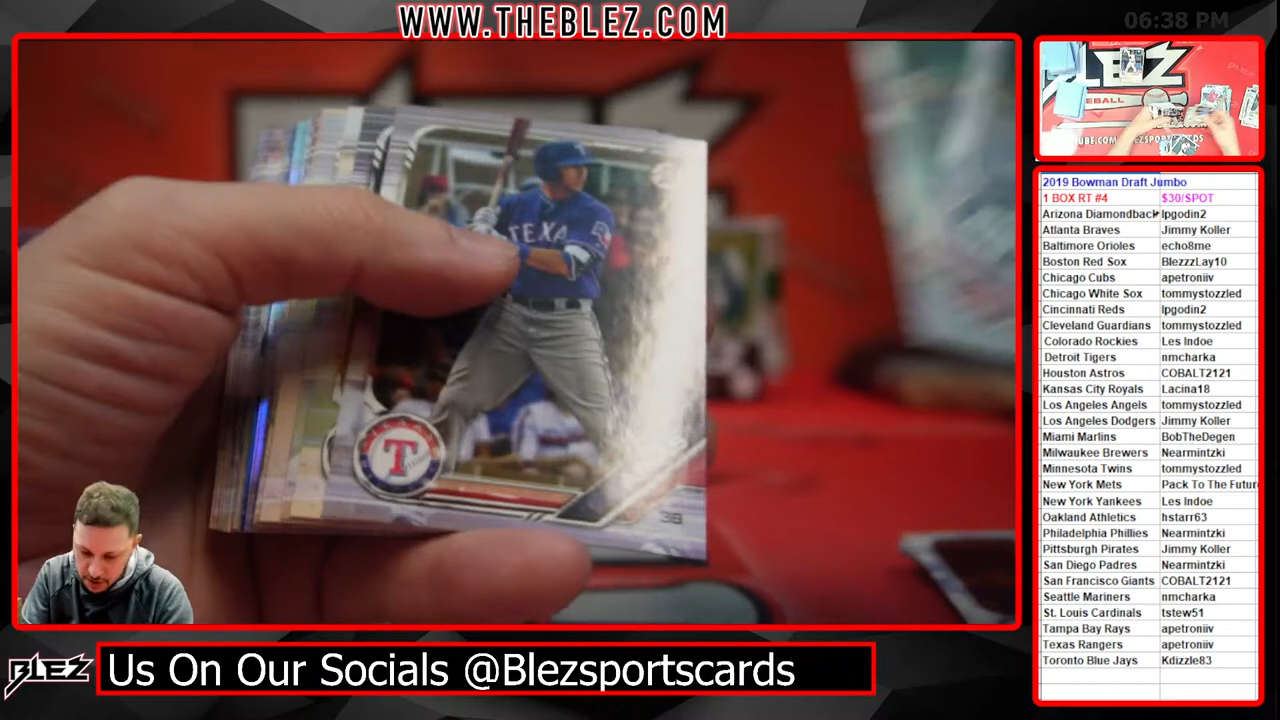 WWW.THEBLEZ.COM
06:38 PM
TEXA
T
3B
BLEZ
BASEBALL
2019 Bowman Draft Jumbo
1 BOX RT #4 $30/SPOT
Arizona Diamondback lpgodin2
Atlanta Braves Jimmy Koller
Baltimore Orioles echo8me
Boston Red Sox BlezzzLay10
Chicago Cubs apetroniiv
Chicago White Sox tommystozzled
Cincinnati Reds lpgodin2
Cleveland Guardians tommystozzled
Colorado Rockies Les Indoe
Detroit Tigers nmcharka
Houston Astros COBALT2121
Kansas City Royals Lacina18
Los Angeles Angels tommystozzled
Los Angeles Dodgers Jimmy Koller
Miami Marlins BobTheDegen
Milwaukee Brewers Nearmintzki
Minnesota Twins tommystozzled
New York Mets Pack To The Futur
New York Yankees Les Indoe
Oakland Athletics hstarr63
Philadelphia Phillies Nearmintzki
Pittsburgh Pirates Jimmy Koller
San Diego Padres Nearmintzki
San Francisco Giants COBALT2121
Seattle Mariners nmcharka
St. Louis Cardinals tstew51
Tampa Bay Rays apetroniiv
Texas Rangers apetroniiv
Toronto Blue Jays Kdizzle83
BLEZ
Us On Our Socials @Blezsportscards